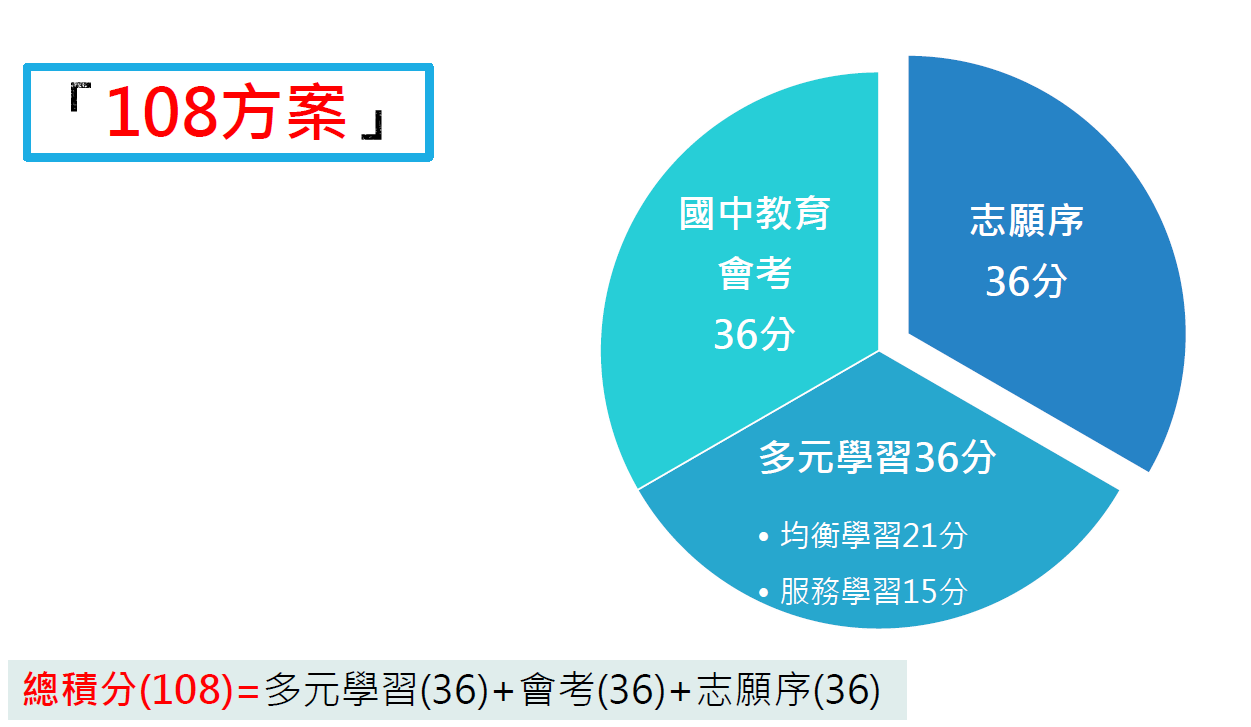 「108方案」
國中教育
會考
36分
志願序
36分
多元學習36分
• 均衡學習21分
• 服務學習15分
總積分(108)=多元學習(36)+會考(36)+志願序(36)